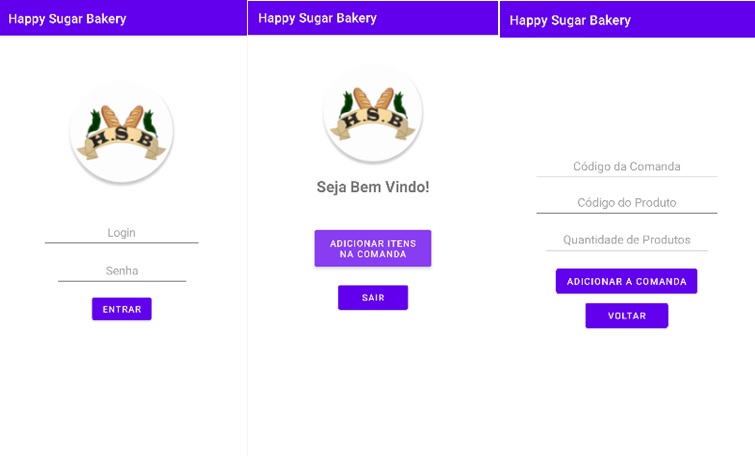 Happy Sugar Bakery
H.S.B
Login
Senha
ENTRAR
Happy Sugar Bakery
H.S.B
Seja Bem Vindo!
ADICIONAR ITENS
NA COMANDA
SAIR
Happy Sugar Bakery
Código da Comanda
Código do Produto
Quantidade de Produtos
ADICIONAR A COMANDA
VOLTAR